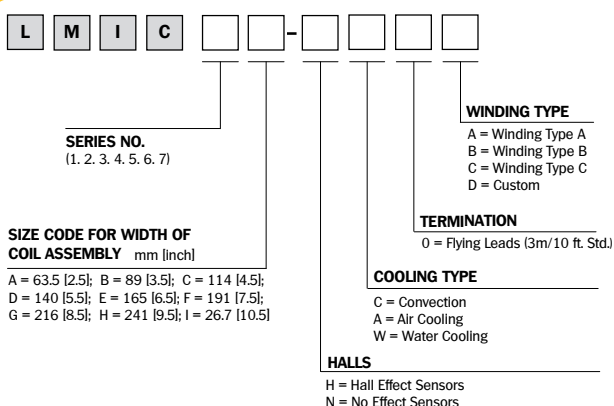 L M I C -
WINDING TYPE
A = Winding Type A
B = Winding Type B
C = Winding Type C
D = Custom
SERIES NO.
(1. 2. 3. 4. 5. 6. 7)
TERMINATION
0 = Flying Leads (3m/10 ft. Std.)
SIZE CODE FOR WIDTH OF
COIL ASSEMBLY mm [inch]
A = 63.5 [2.5]; B = 89 [3.5]; C = 114 [4.5];
D = 140 [5.5]; E = 165 [6.5]; F = 191 [7.5];
G = 216 [8.5]; H = 241 [9.5]; I = 26.7 [10.5]
COOLING TYPE
C = Convection
A = Air Cooling
W = Water Cooling
HALLS
H = Hall Effect Sensors
N = No Effect Sensors